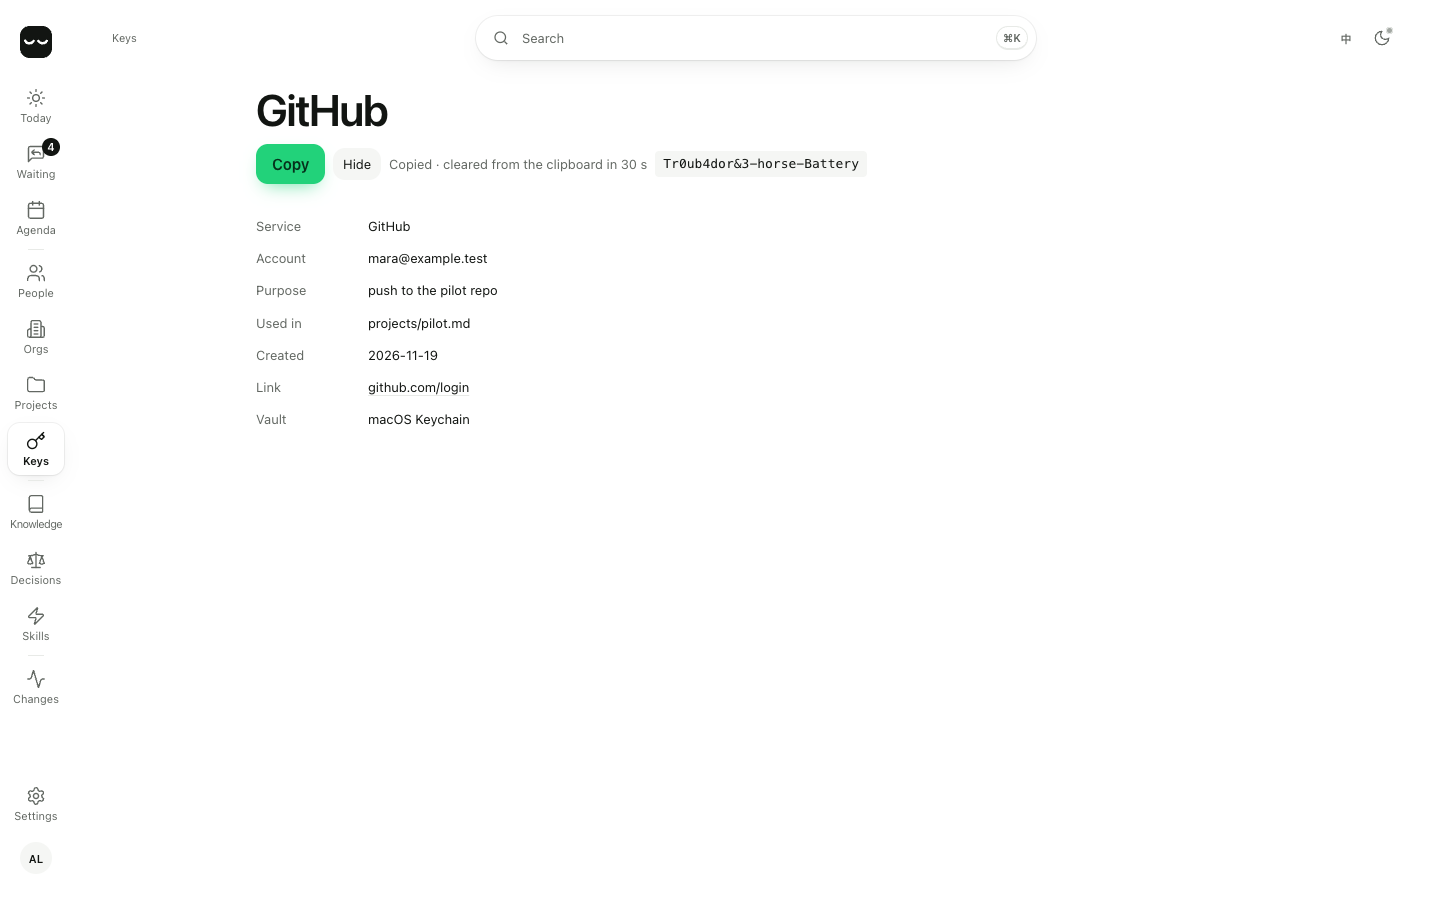 Keys
Search
⌘K
中
Today
4
Waiting
Agenda
People
Orgs
Projects
Keys
Knowledge
Decisions
Skills
Changes
Settings
AL
GitHub
Copy Hide Copied · cleared from the clipboard in 30 s Tr0ub4dor&3-horse-Battery
Service GitHub
Account mara@example.test
Purpose push to the pilot repo
Used in projects/pilot.md
Created 2026-11-19
Link github.com/login
Vault macOS Keychain